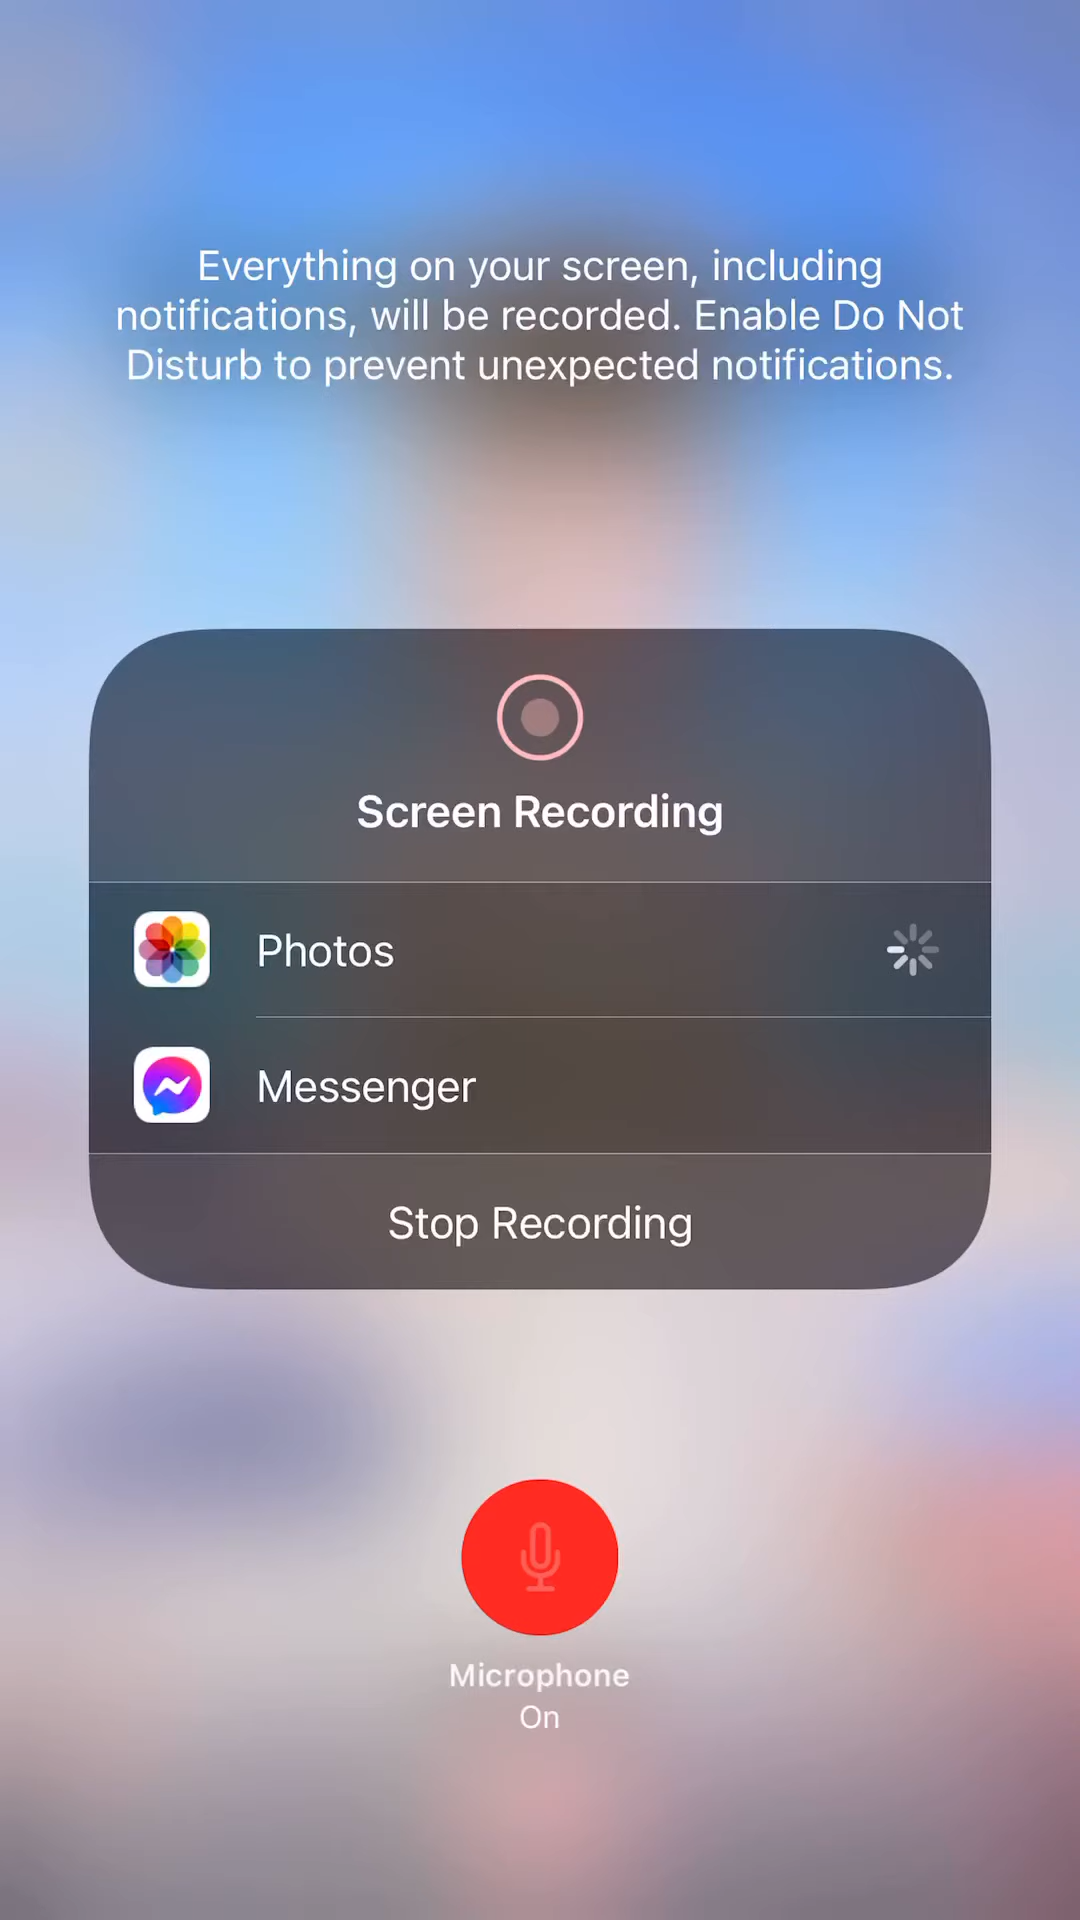 Everything on your screen, including
notifications, will be recorded. Enable Do Not
Disturb to prevent unexpected notifications.
Screen Recording
Photos
Messenger
Stop Recording
Microphone
On